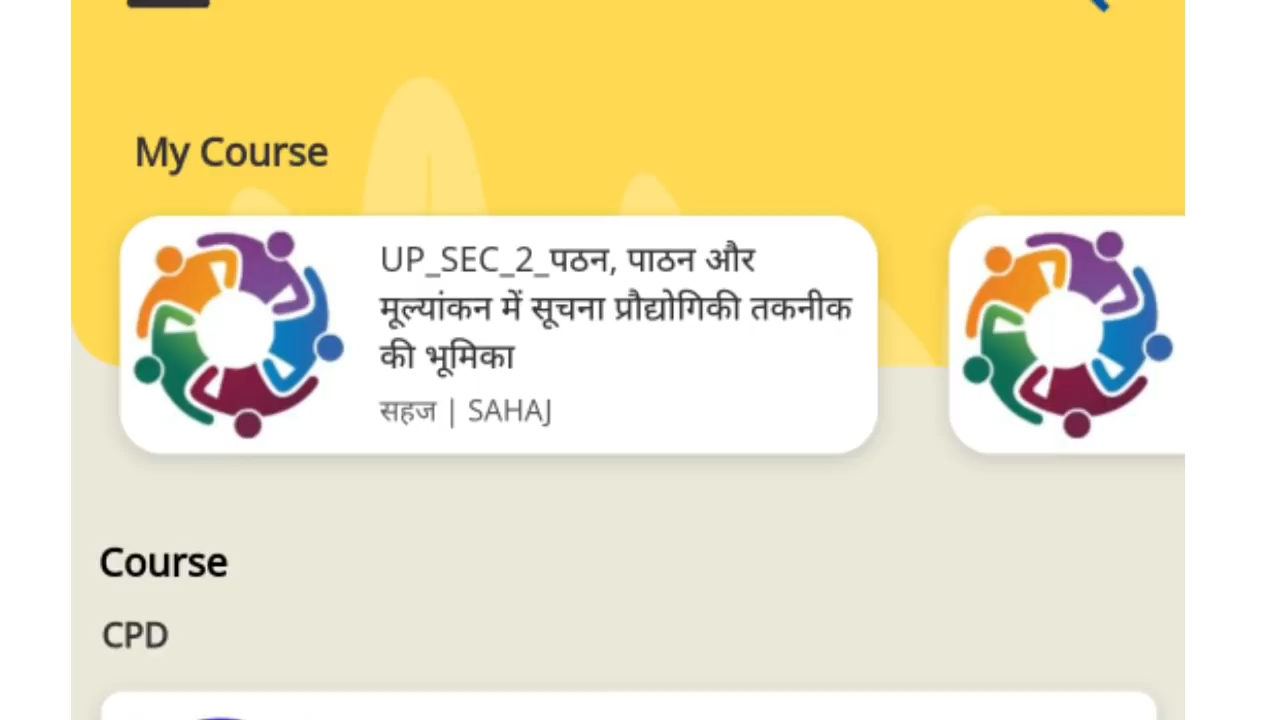 My Course
UP_SEC_2_पठन, पाठन और
मूल्यांकन में सूचना प्रौद्योगिकी तकनीक
की भूमिका
सहज | SAHAJ
Course
CPD